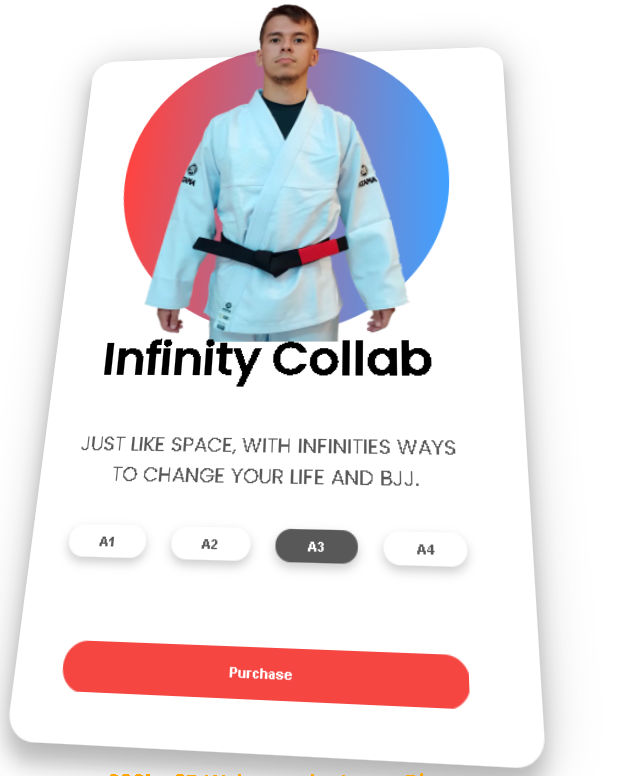 Infinity Collab
JUST LIKE SPACE, WITH INFINITIES WAYS
TO CHANGE YOUR LIFE AND BJJ.
A1
A2
A3
A4
Purchase